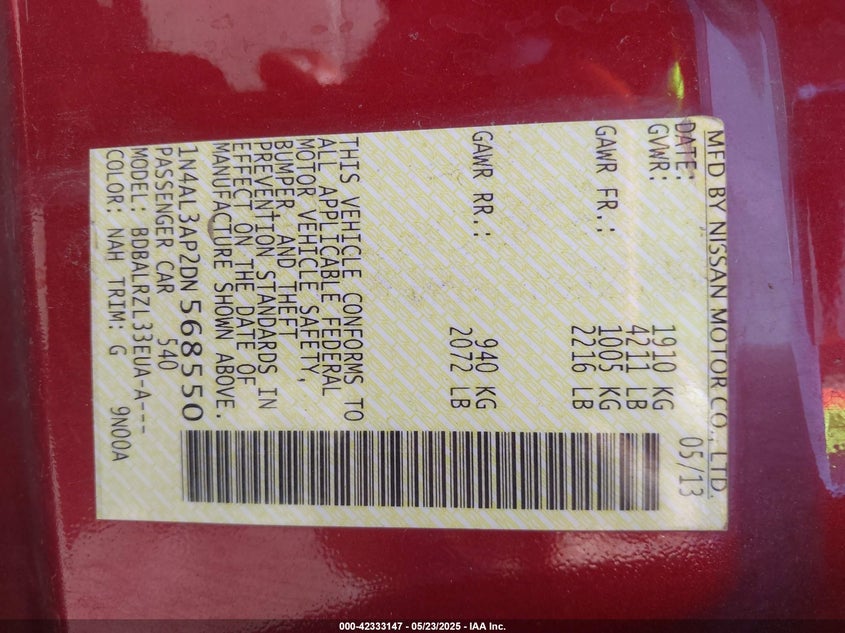 MFD BY NISSAN MOTOR CO., LTD.
DATE: 05/13
GVWR: 1910 KG
4211 LB
GAWR FR.: 1005 KG
2216 LB
GAWR RR.: 940 KG
2072 LB
THIS VEHICLE CONFORMS TO
ALL APPLICABLE FEDERAL
MOTOR VEHICLE SAFETY,
BUMPER AND THEFT
PREVENTION STANDARDS IN
EFFECT ON THE DATE OF
MANUFACTURE SHOWN ABOVE.
1N4AL3AP2DN568550
PASSENGER CAR 540
MODEL: BDBALRZL33EUA-A---
COLOR: NAH TRIM: G 9N00A
000-42333147 - 05/23/2025 - IAA Inc.